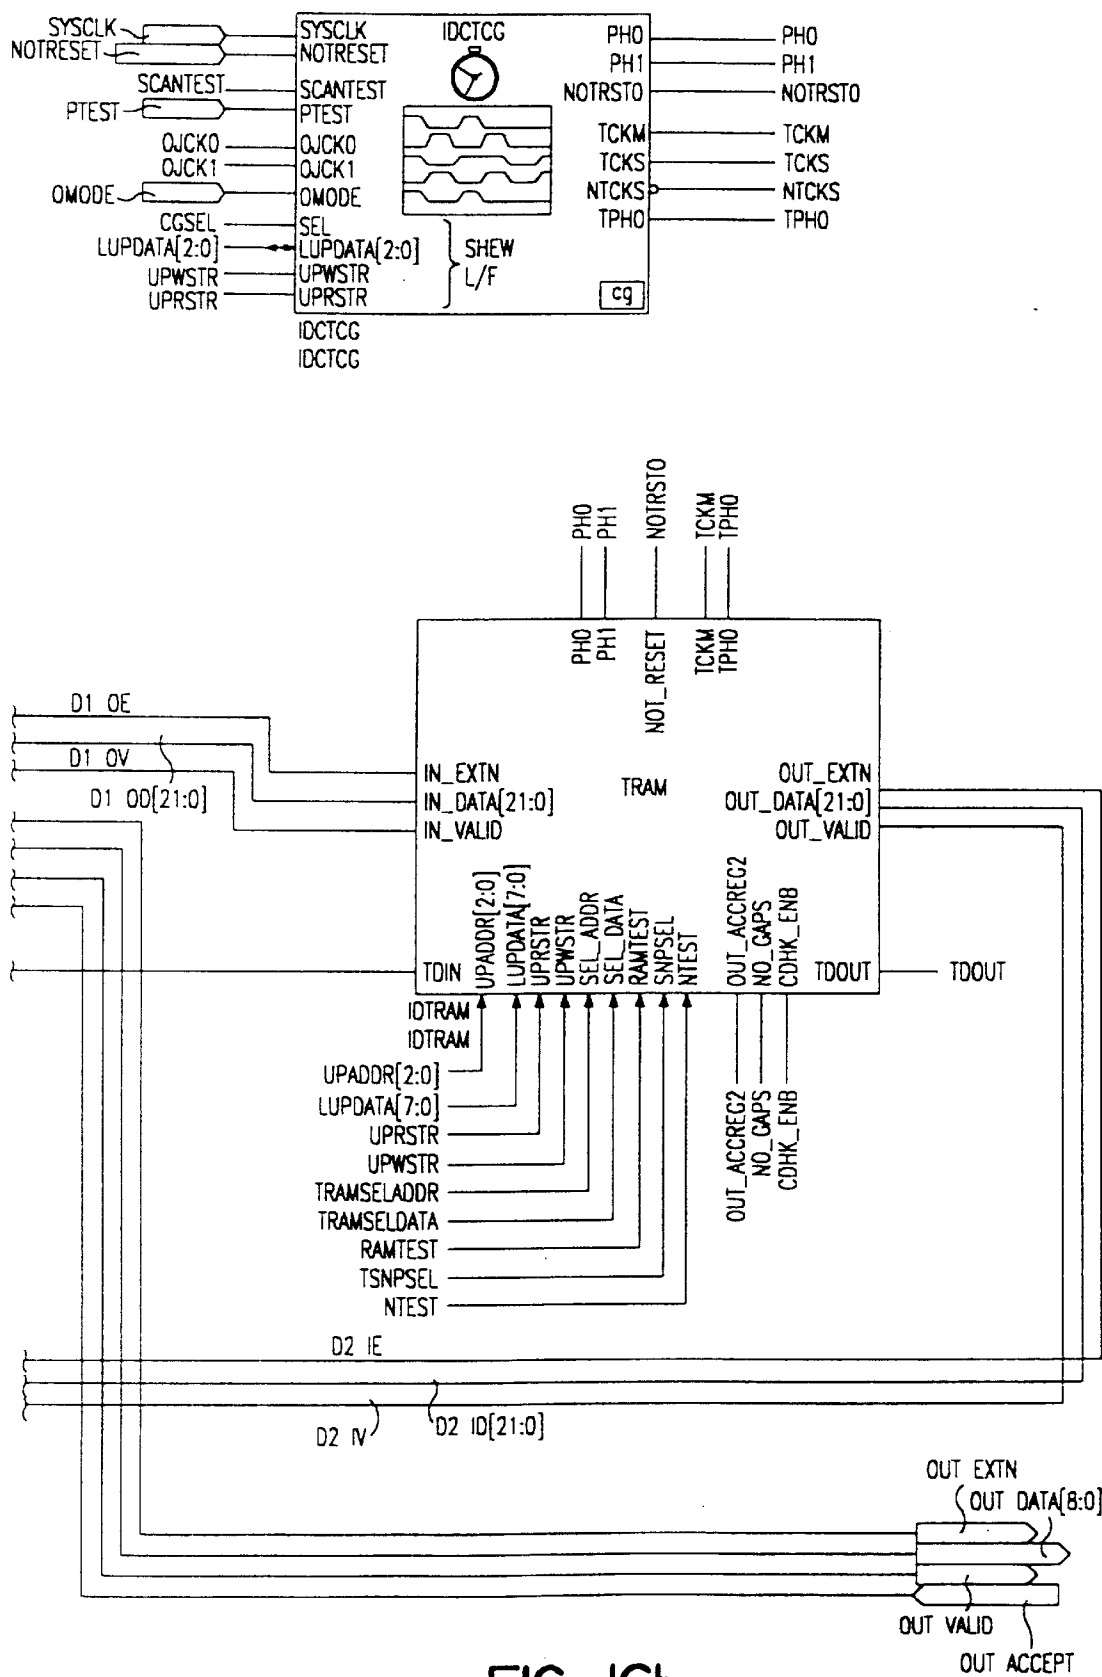 SYSCLK
NOTRESET
SCANTEST
PTEST
OJCK0
OJCK1
OMODE
CGSEL
LUPDATA[2:0]
UPWSTR
UPRSTR
SYSCLK
NOTRESET
SCANTEST
PTEST
OJCK0
OJCK1
OMODE
SEL
LUPDATA[2:0]
UPWSTR
UPRSTR
IDCTCG
SHEW
L/F
PH0
PH1
NOTRST0
TCKM
TCKS
NTCKS
TPH0
cg
PH0
PH1
NOTRST0
TCKM
TCKS
NTCKS
TPH0
IDCTCG
IDCTCG
PH0
PH1
NOTRST0
TCKM
TPH0
PH0
PH1
NOT_RESET
TCKM
TPH0
D1 OE
D1 OV
D1 OD[21:0]
IN_EXTN
IN_DATA[21:0]
IN_VALID
TRAM
OUT_EXTN
OUT_DATA[21:0]
OUT_VALID
TDIN
UPADDR[2:0]
LUPDATA[7:0]
UPRSTR
UPWSTR
SEL_ADDR
SEL_DATA
RAMTEST
SNPSEL
NTEST
OUT_ACCREG2
NO_GAPS
CDHK_ENB
TDOUT
TDOUT
IDTRAM
IDTRAM
UPADDR[2:0]
LUPDATA[7:0]
UPRSTR
UPWSTR
TRAMSELADDR
TRAMSELDATA
RAMTEST
TSNPSEL
NTEST
OUT_ACCREG2
NO_GAPS
CDHK_ENB
D2 IE
D2 IV
D2 ID[21:0]
OUT EXTN
OUT DATA[8:0]
OUT VALID
OUT ACCEPT